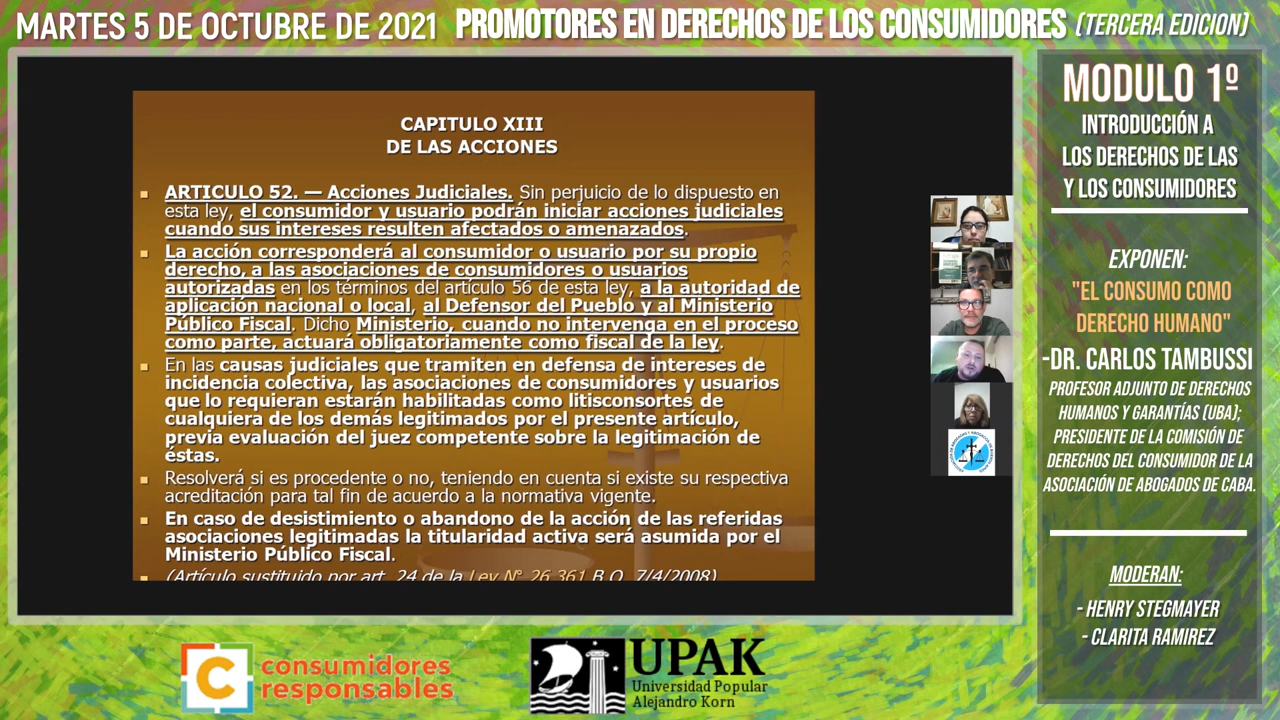 MARTES 5 DE OCTUBRE DE 2021 PROMOTORES EN DERECHOS DE LOS CONSUMIDORES (TERCERA EDICION)
CAPITULO XIII
DE LAS ACCIONES
ARTICULO 52. — Acciones Judiciales. Sin perjuicio de lo dispuesto en
esta ley, el consumidor y usuario podrán iniciar acciones judiciales
cuando sus intereses resulten afectados o amenazados.
La acción corresponderá al consumidor o usuario por su propio
derecho, a las asociaciones de consumidores o usuarios
autorizadas en los términos del artículo 56 de esta ley, a la autoridad de
aplicación nacional o local, al Defensor del Pueblo y al Ministerio
Público Fiscal. Dicho Ministerio, cuando no intervenga en el proceso
como parte, actuará obligatoriamente como fiscal de la ley.
En las causas judiciales que tramiten en defensa de intereses de
incidencia colectiva, las asociaciones de consumidores y usuarios
que lo requieran estarán habilitadas como litisconsortes de
cualquiera de los demás legitimados por el presente artículo,
previa evaluación del juez competente sobre la legitimación de
éstas.
Resolverá si es procedente o no, teniendo en cuenta si existe su respectiva
acreditación para tal fin de acuerdo a la normativa vigente.
En caso de desistimiento o abandono de la acción de las referidas
asociaciones legitimadas la titularidad activa será asumida por el
Ministerio Público Fiscal.
(Artículo sustituido por art. 24 de la Ley N° 26.361 B.O. 7/4/2008)
MODULO 1º
INTRODUCCIÓN A
LOS DERECHOS DE LAS
Y LOS CONSUMIDORES
EXPONEN:
"EL CONSUMO COMO
DERECHO HUMANO"
-DR. CARLOS TAMBUSSI
PROFESOR ADJUNTO DE DERECHOS
HUMANOS Y GARANTÍAS (UBA);
PRESIDENTE DE LA COMISIÓN DE
DERECHOS DEL CONSUMIDOR DE LA
ASOCIACIÓN DE ABOGADOS DE CABA.
MODERAN:
- HENRY STEGMAYER
- CLARITA RAMIREZ
C consumidores
responsables
UPAK
Universidad Popular
Alejandro Korn